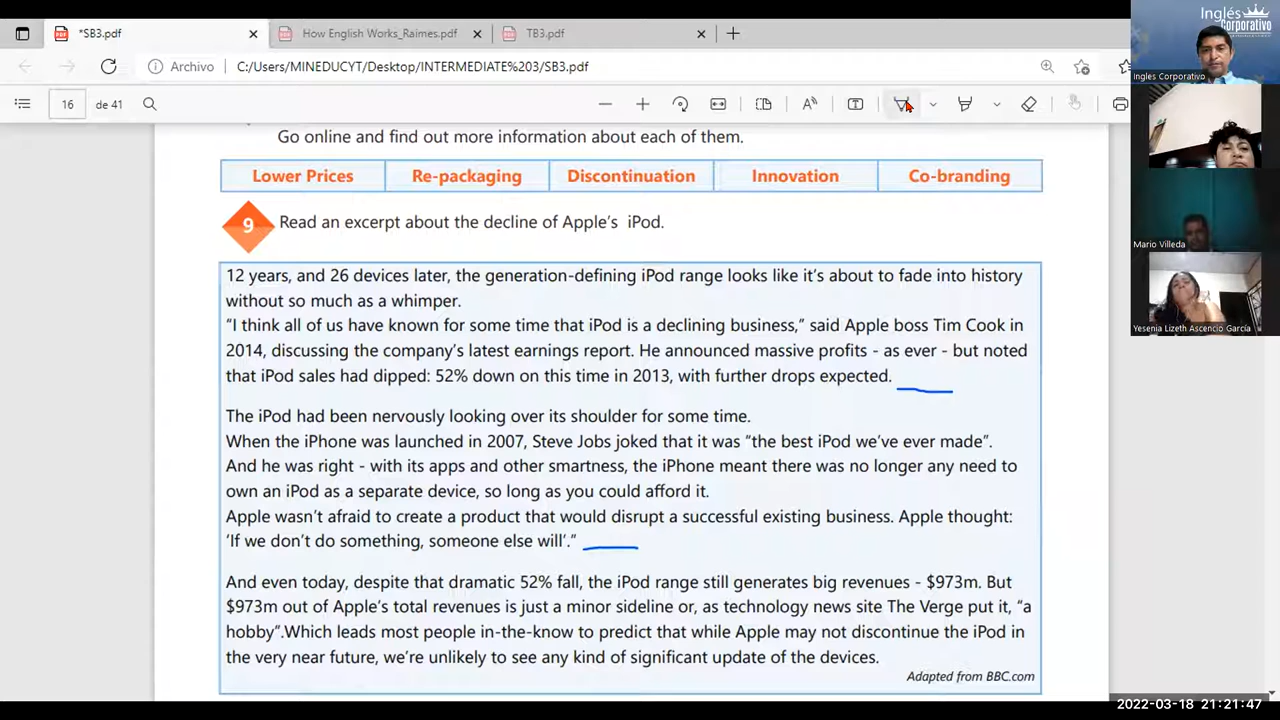 *SB3.pdf
How English Works_Raimes.pdf
TB3.pdf
Archivo
C:/Users/MINEDUCYT/Desktop/INTERMEDIATE%203/SB3.pdf
16
de 41
Go online and find out more information about each of them.
Lower Prices
Re-packaging
Discontinuation
Innovation
Co-branding
9
Read an excerpt about the decline of Apple's iPod.
12 years, and 26 devices later, the generation-defining iPod range looks like it's about to fade into history
without so much as a whimper.
"I think all of us have known for some time that iPod is a declining business," said Apple boss Tim Cook in
2014, discussing the company's latest earnings report. He announced massive profits - as ever - but noted
that iPod sales had dipped: 52% down on this time in 2013, with further drops expected.
The iPod had been nervously looking over its shoulder for some time.
When the iPhone was launched in 2007, Steve Jobs joked that it was "the best iPod we've ever made".
And he was right - with its apps and other smartness, the iPhone meant there was no longer any need to
own an iPod as a separate device, so long as you could afford it.
Apple wasn't afraid to create a product that would disrupt a successful existing business. Apple thought:
'If we don't do something, someone else will'."
And even today, despite that dramatic 52% fall, the iPod range still generates big revenues - $973m. But
$973m out of Apple's total revenues is just a minor sideline or, as technology news site The Verge put it, "a
hobby".Which leads most people in-the-know to predict that while Apple may not discontinue the iPod in
the very near future, we're unlikely to see any kind of significant update of the devices.
Adapted from BBC.com
Inglés
Corporativo
Ingles Corporativo
Mario Villeda
Yesenia Lizeth Ascencio García
2022-03-18 21:21:47